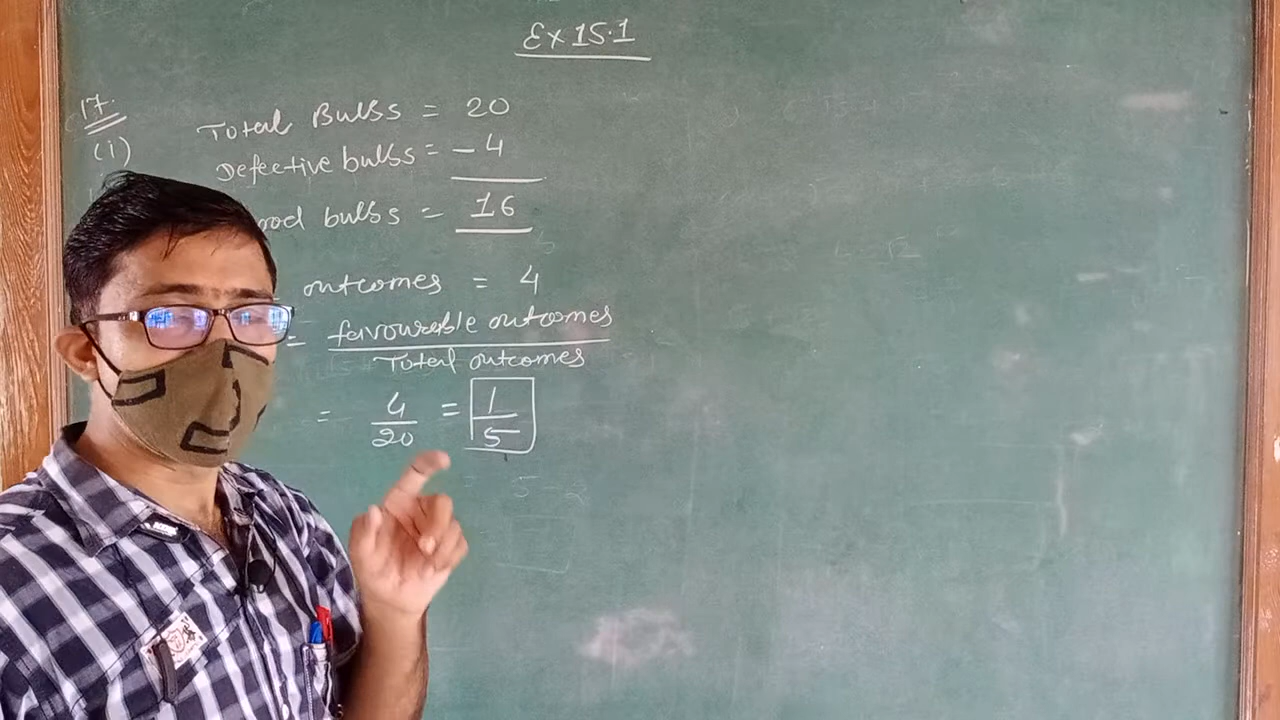 Ex 15.1
17.
(i) Total Bulbs = 20
Defective bulbs = - 4
ood bulbs = 16
outcomes = 4
= favourable outcomes
Total outcomes
= 4/20 = 1/5